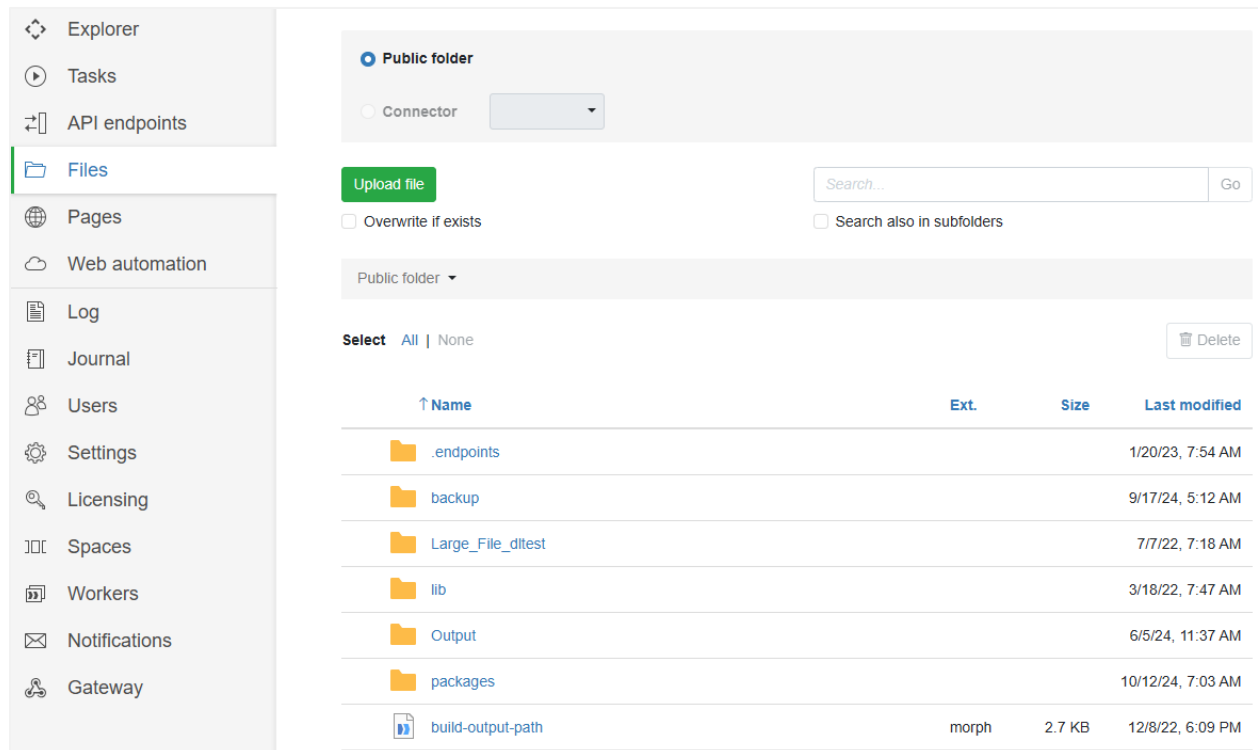 Explorer
Tasks
API endpoints
Files
Pages
Web automation
Log
Journal
Users
Settings
Licensing
Spaces
Workers
Notifications
Gateway
Public folder
Connector
Upload file
Search... Go
Overwrite if exists Search also in subfolders
Public folder
Select All | None Delete
↑ Name Ext. Size Last modified
.endpoints 1/20/23, 7:54 AM
backup 9/17/24, 5:12 AM
Large_File_dltest 7/7/22, 7:18 AM
lib 3/18/22, 7:47 AM
Output 6/5/24, 11:37 AM
packages 10/12/24, 7:03 AM
build-output-path morph 2.7 KB 12/8/22, 6:09 PM